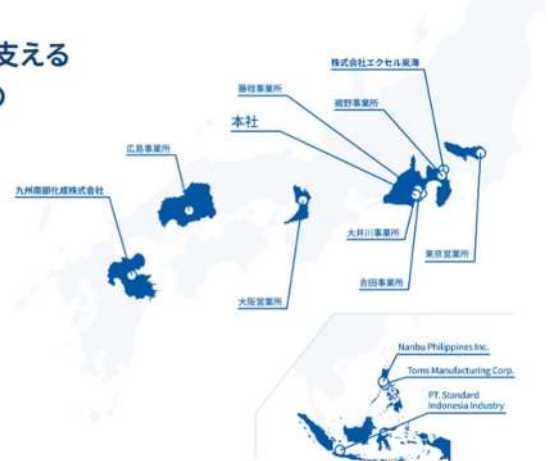 支える
の
株式会社エクセル東海
藤枝事業所
裾野事業所
本社
広島事業所
九州南部化成株式会社
大井川事業所
東京営業所
吉田事業所
大阪営業所
Nanbu Philippines Inc.
Toms Manufacturing Corp.
PT. Standard
Indonesia Industry